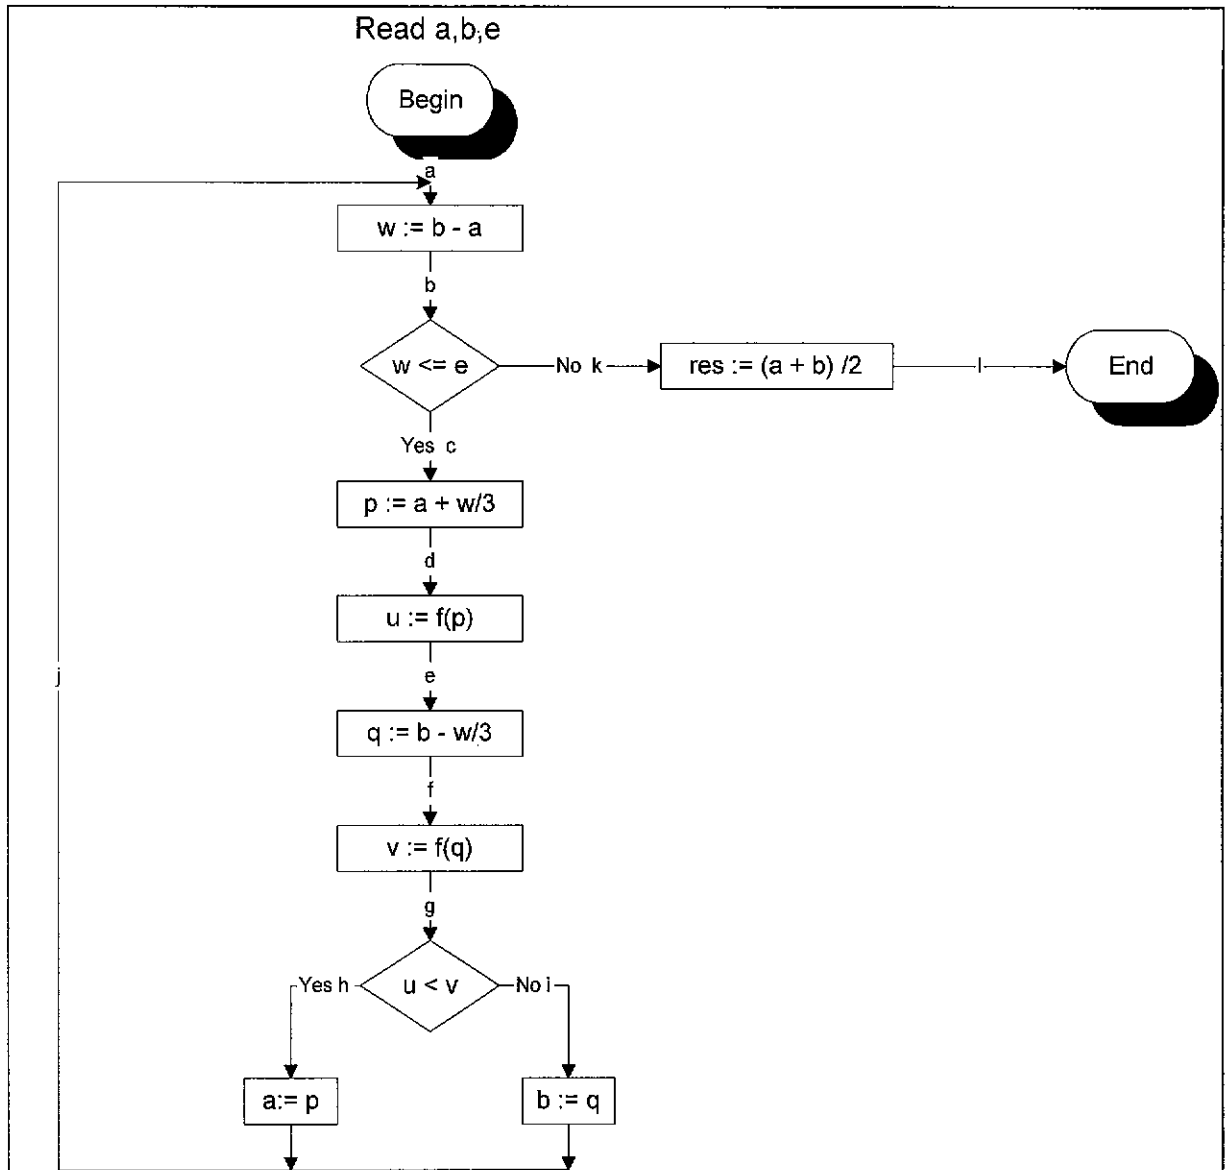 Read a,b,e
Begin
a
w := b - a
b
w <= e
No k
res := (a + b) /2
l
End
Yes c
p := a + w/3
d
u := f(p)
e
j
q := b - w/3
f
v := f(q)
g
Yes h
u < v
No i
a:= p
b := q